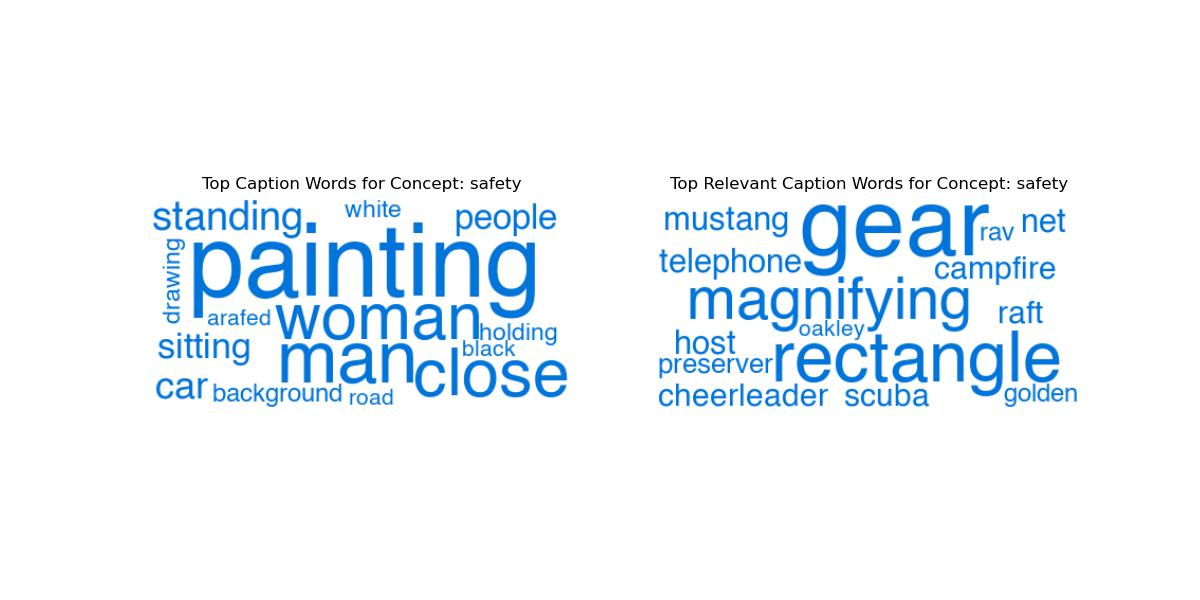 Top Caption Words for Concept: safety
standing white people
drawing painting
arafed woman holding
sitting man black
car background road close
Top Relevant Caption Words for Concept: safety
mustang gear rav net
telephone campfire
magnifying raft
oakley
host rectangle
preserver
cheerleader scuba golden